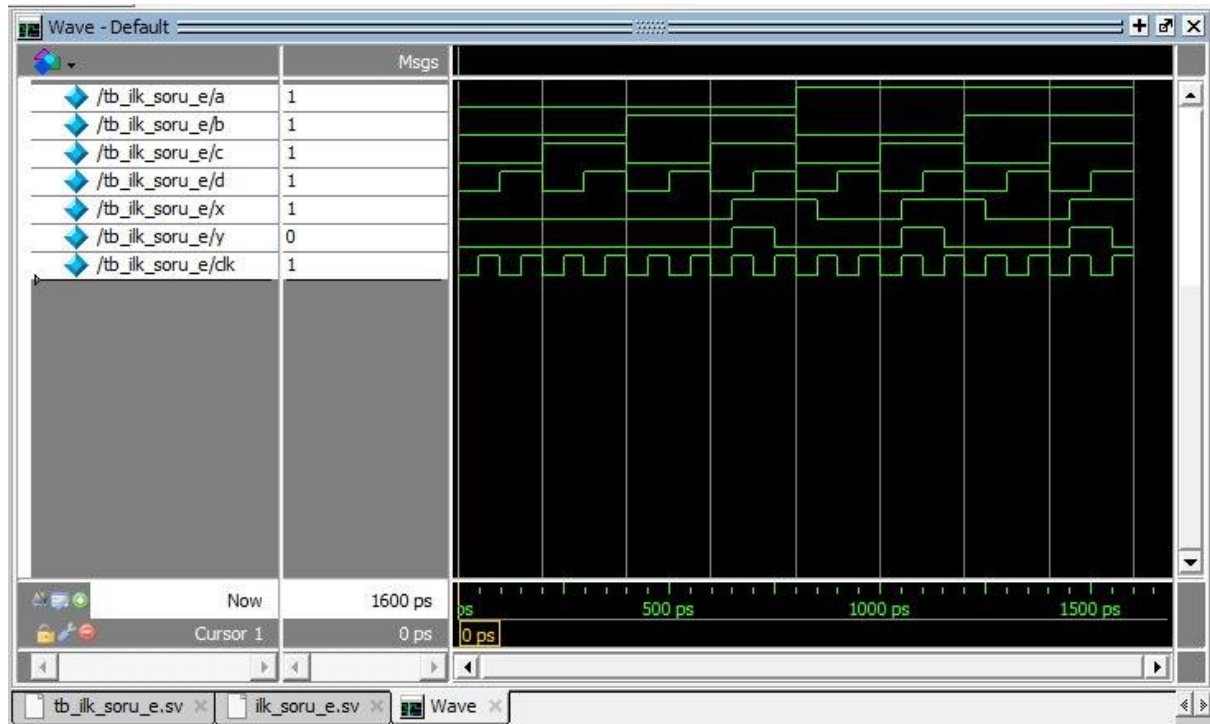 Wave - Default
Msgs
/tb_ilk_soru_e/a 1
/tb_ilk_soru_e/b 1
/tb_ilk_soru_e/c 1
/tb_ilk_soru_e/d 1
/tb_ilk_soru_e/x 1
/tb_ilk_soru_e/y 0
/tb_ilk_soru_e/clk 1
Now 1600 ps ps 500 ps 1000 ps 1500 ps
Cursor 1 0 ps 0 ps
tb_ilk_soru_e.sv ilk_soru_e.sv Wave